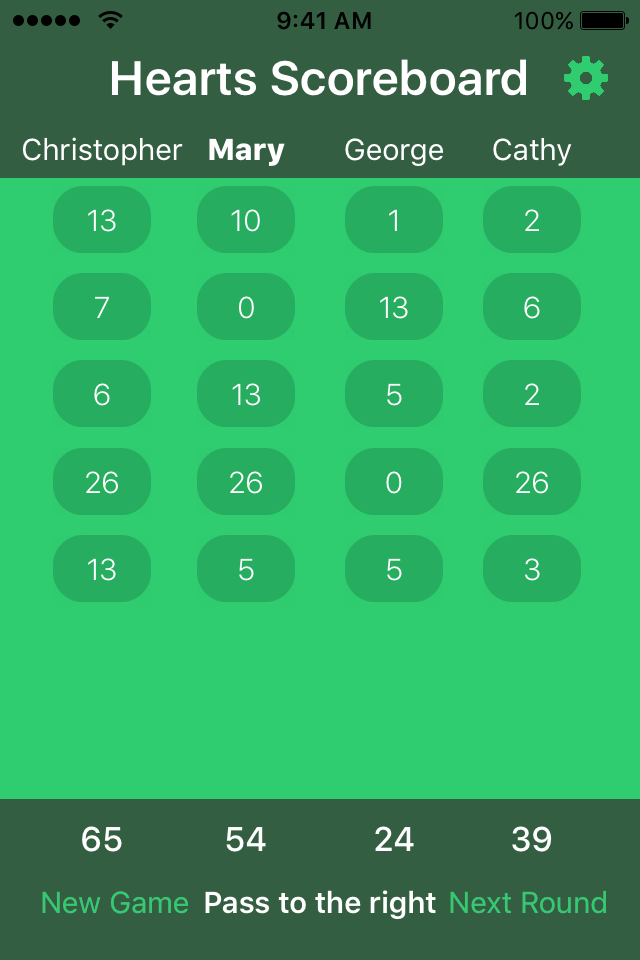 9:41 AM 100%
Hearts Scoreboard
Christopher Mary George Cathy
13 10 1 2
7 0 13 6
6 13 5 2
26 26 0 26
13 5 5 3
65 54 24 39
New Game Pass to the right Next Round